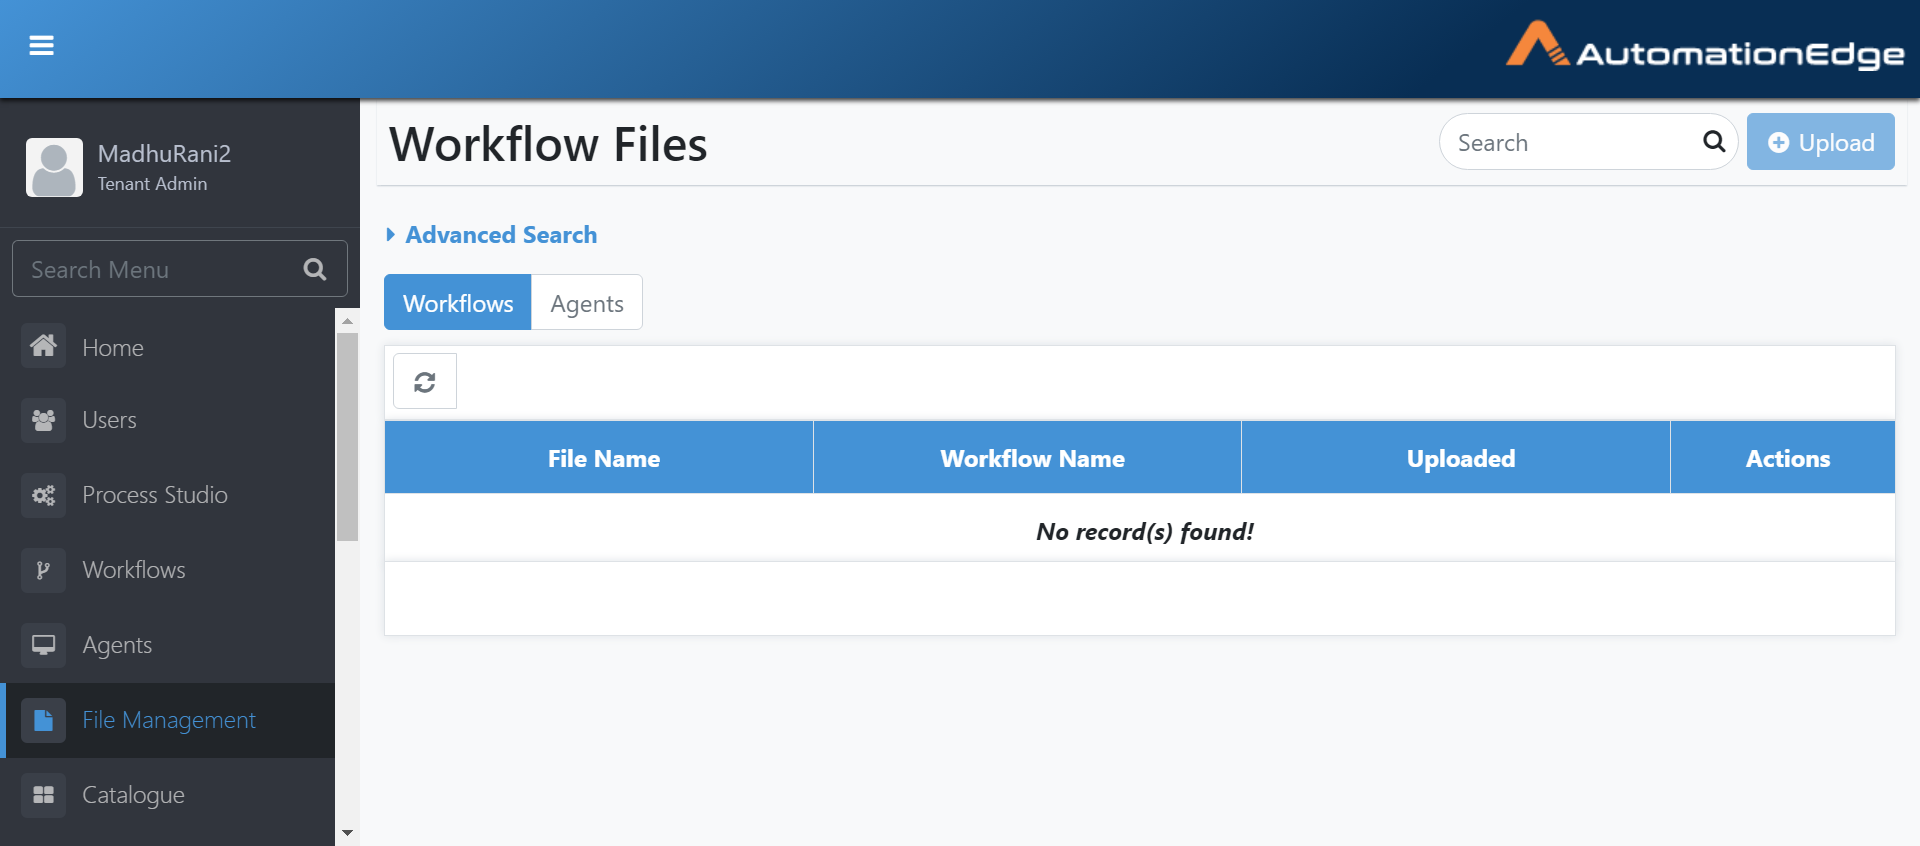 AutomationEdge
MadhuRani2
Tenant Admin
Search Menu
Home
Users
Process Studio
Workflows
Agents
File Management
Catalogue
Workflow Files
Search
Upload
Advanced Search
Workflows
Agents
File Name
Workflow Name
Uploaded
Actions
No record(s) found!